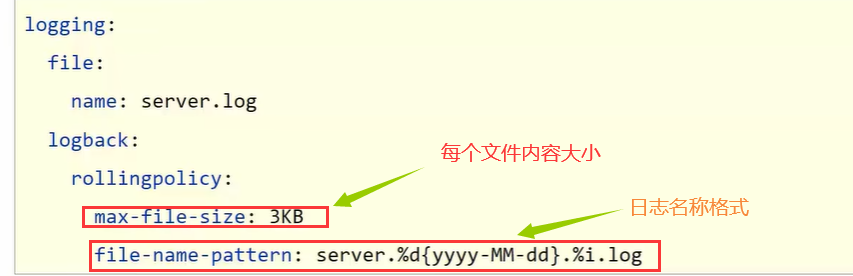 logging:
file:
name: server.log
logback:
每个文件内容大小
rollingpolicy:
max-file-size: 3KB
日志名称格式
file-name-pattern: server.%d{yyyy-MM-dd}.%i.log